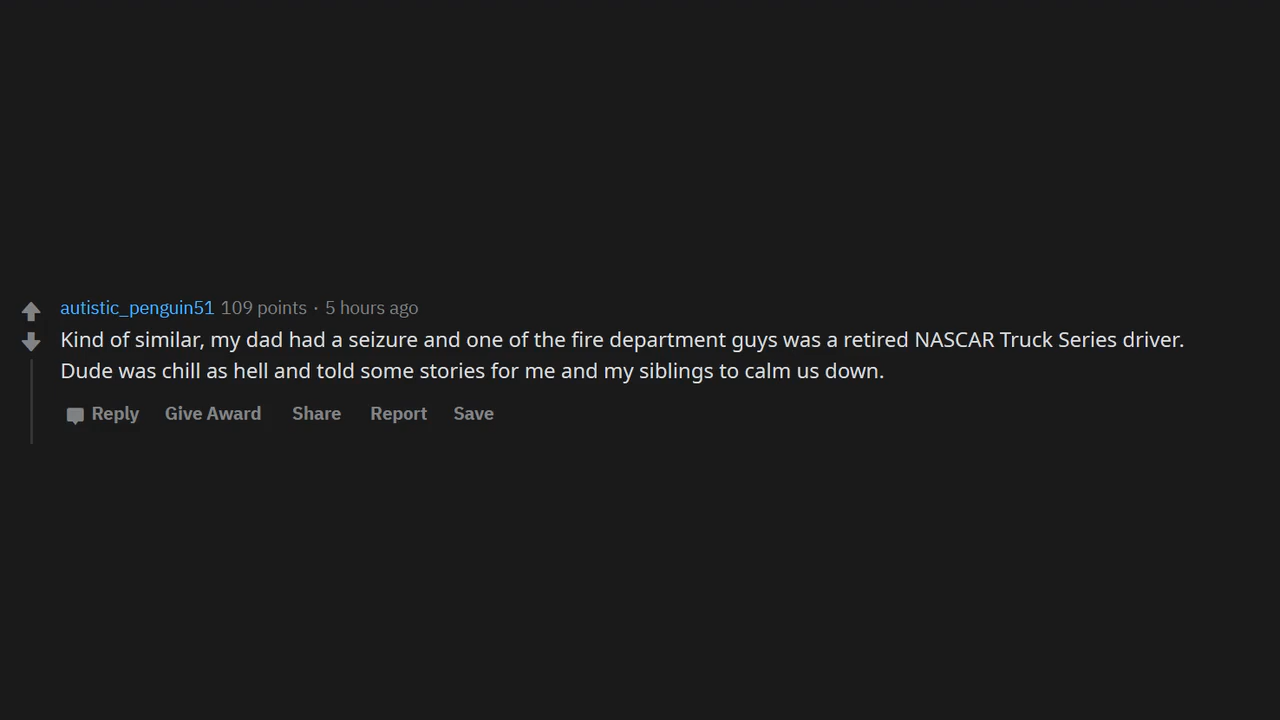 autistic_penguin51 109 points · 5 hours ago
Kind of similar, my dad had a seizure and one of the fire department guys was a retired NASCAR Truck Series driver.
Dude was chill as hell and told some stories for me and my siblings to calm us down.
Reply Give Award Share Report Save